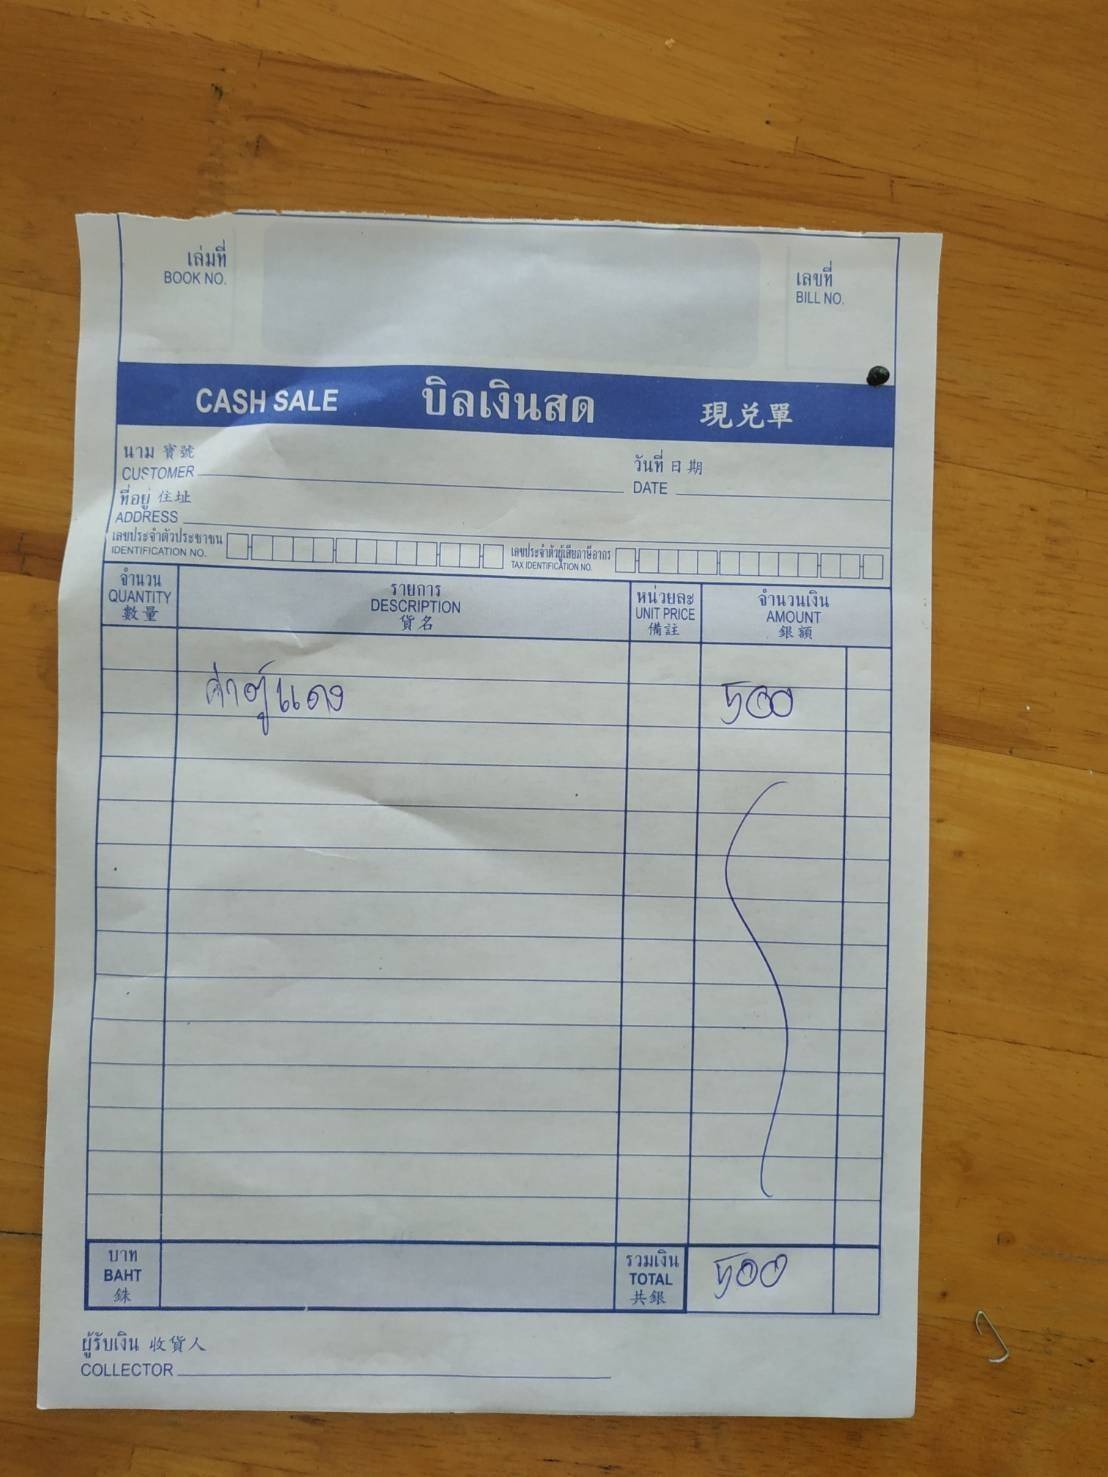 เล่มที่
BOOK NO.
เลขที่
BILL NO.
CASH SALE บิลเงินสด 現兌單
นาม 寶號
CUSTOMER
วันที่ 日期
DATE
ที่อยู่ 住址
ADDRESS
เลขประจำตัวประชาชน
IDENTIFICATION NO.
เลขประจำตัวผู้เสียภาษีอากร
TAX IDENTIFICATION NO.
จำนวน
QUANTITY
數量
รายการ
DESCRIPTION
貨名
หน่วยละ
UNIT PRICE
備註
จำนวนเงิน
AMOUNT
銀額
ค่าตู้แดง 500
บาท
BAHT
銖
รวมเงิน
TOTAL
共銀
500
ผู้รับเงิน 收貨人
COLLECTOR